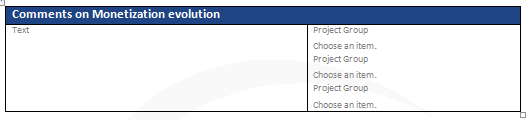 Comments on Monetization evolution
Text
Project Group
Choose an item.
Project Group
Choose an item.
Project Group
Choose an item.